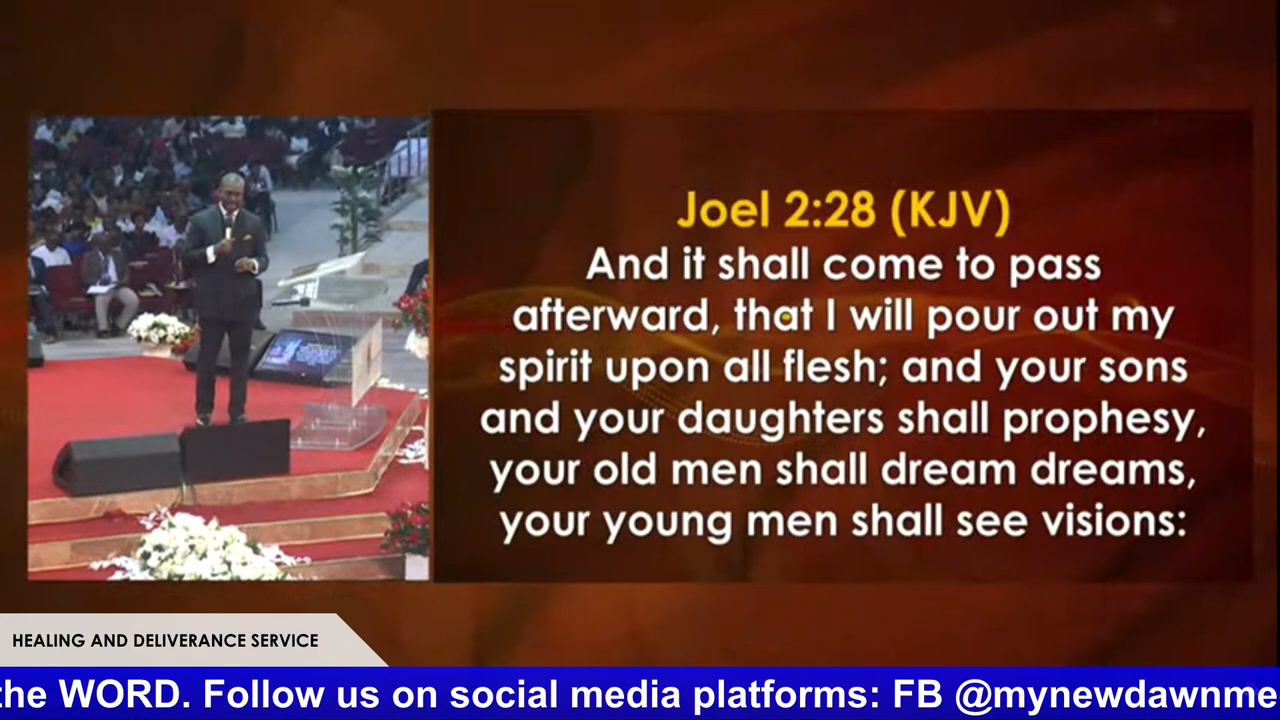 Joel 2:28 (KJV)
And it shall come to pass
afterward, that I will pour out my
spirit upon all flesh; and your sons
and your daughters shall prophesy,
your old men shall dream dreams,
your young men shall see visions:
HEALING AND DELIVERANCE SERVICE
the WORD. Follow us on social media platforms: FB @mynewdawnme